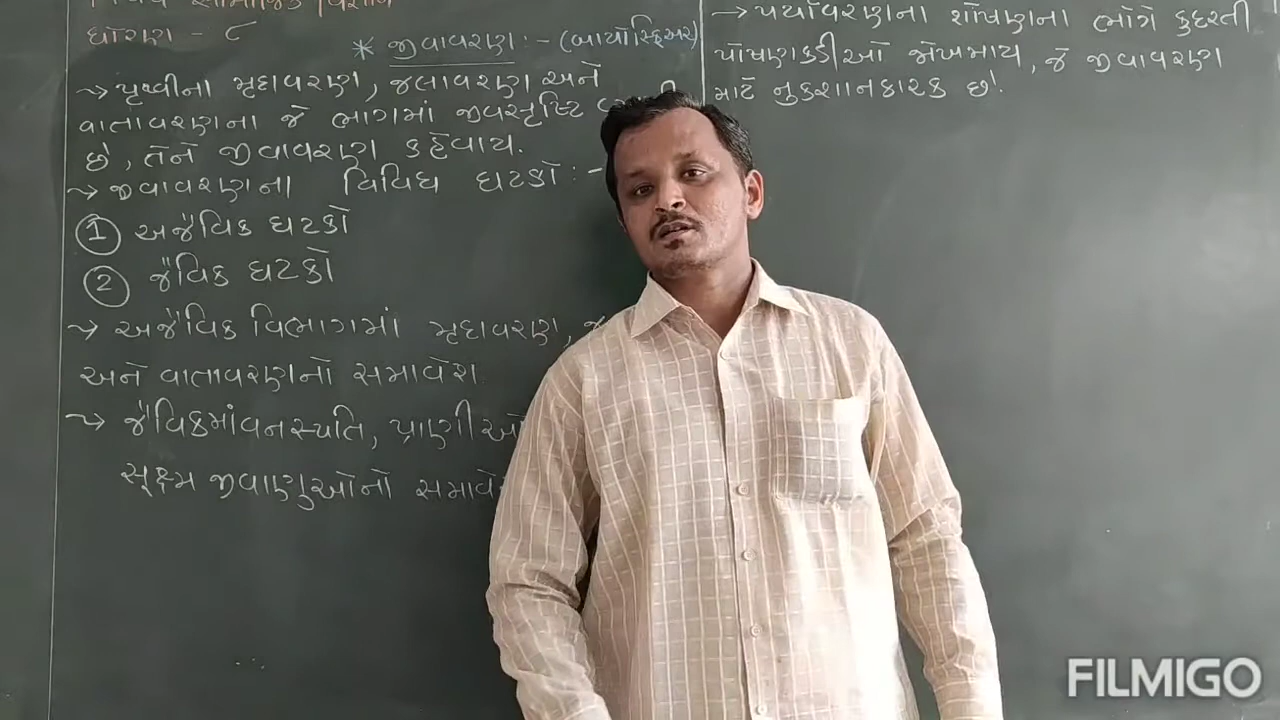 ધોરણ - ૮
* જીવાવરણ :- (બાયોસ્ફિઅર)
→ પૃથ્વીના મૃદાવરણ, જલાવરણ અને
વાતાવરણના જે ભાગમાં જીવસૃષ્ટિ
છે, તેને જીવાવરણ કહેવાય.
→ જીવાવરણના વિવિધ ઘટકો :-
1 અજૈવિક ઘટકો
2 જૈવિક ઘટકો
→ અજૈવિક વિભાગમાં મૃદાવરણ,
અને વાતાવરણનો સમાવેશ
→ જૈવિકમાં વનસ્પતિ, પ્રાણીઓ
સૂક્ષ્મ જીવાણુઓનો સમાવે
→ પર્યાવરણના શોષણના ભોગે કુદરતી
પોષણકડીઓ જોખમાય, જે જીવાવરણ
માટે નુકશાનકારક છે.
FILMIGO